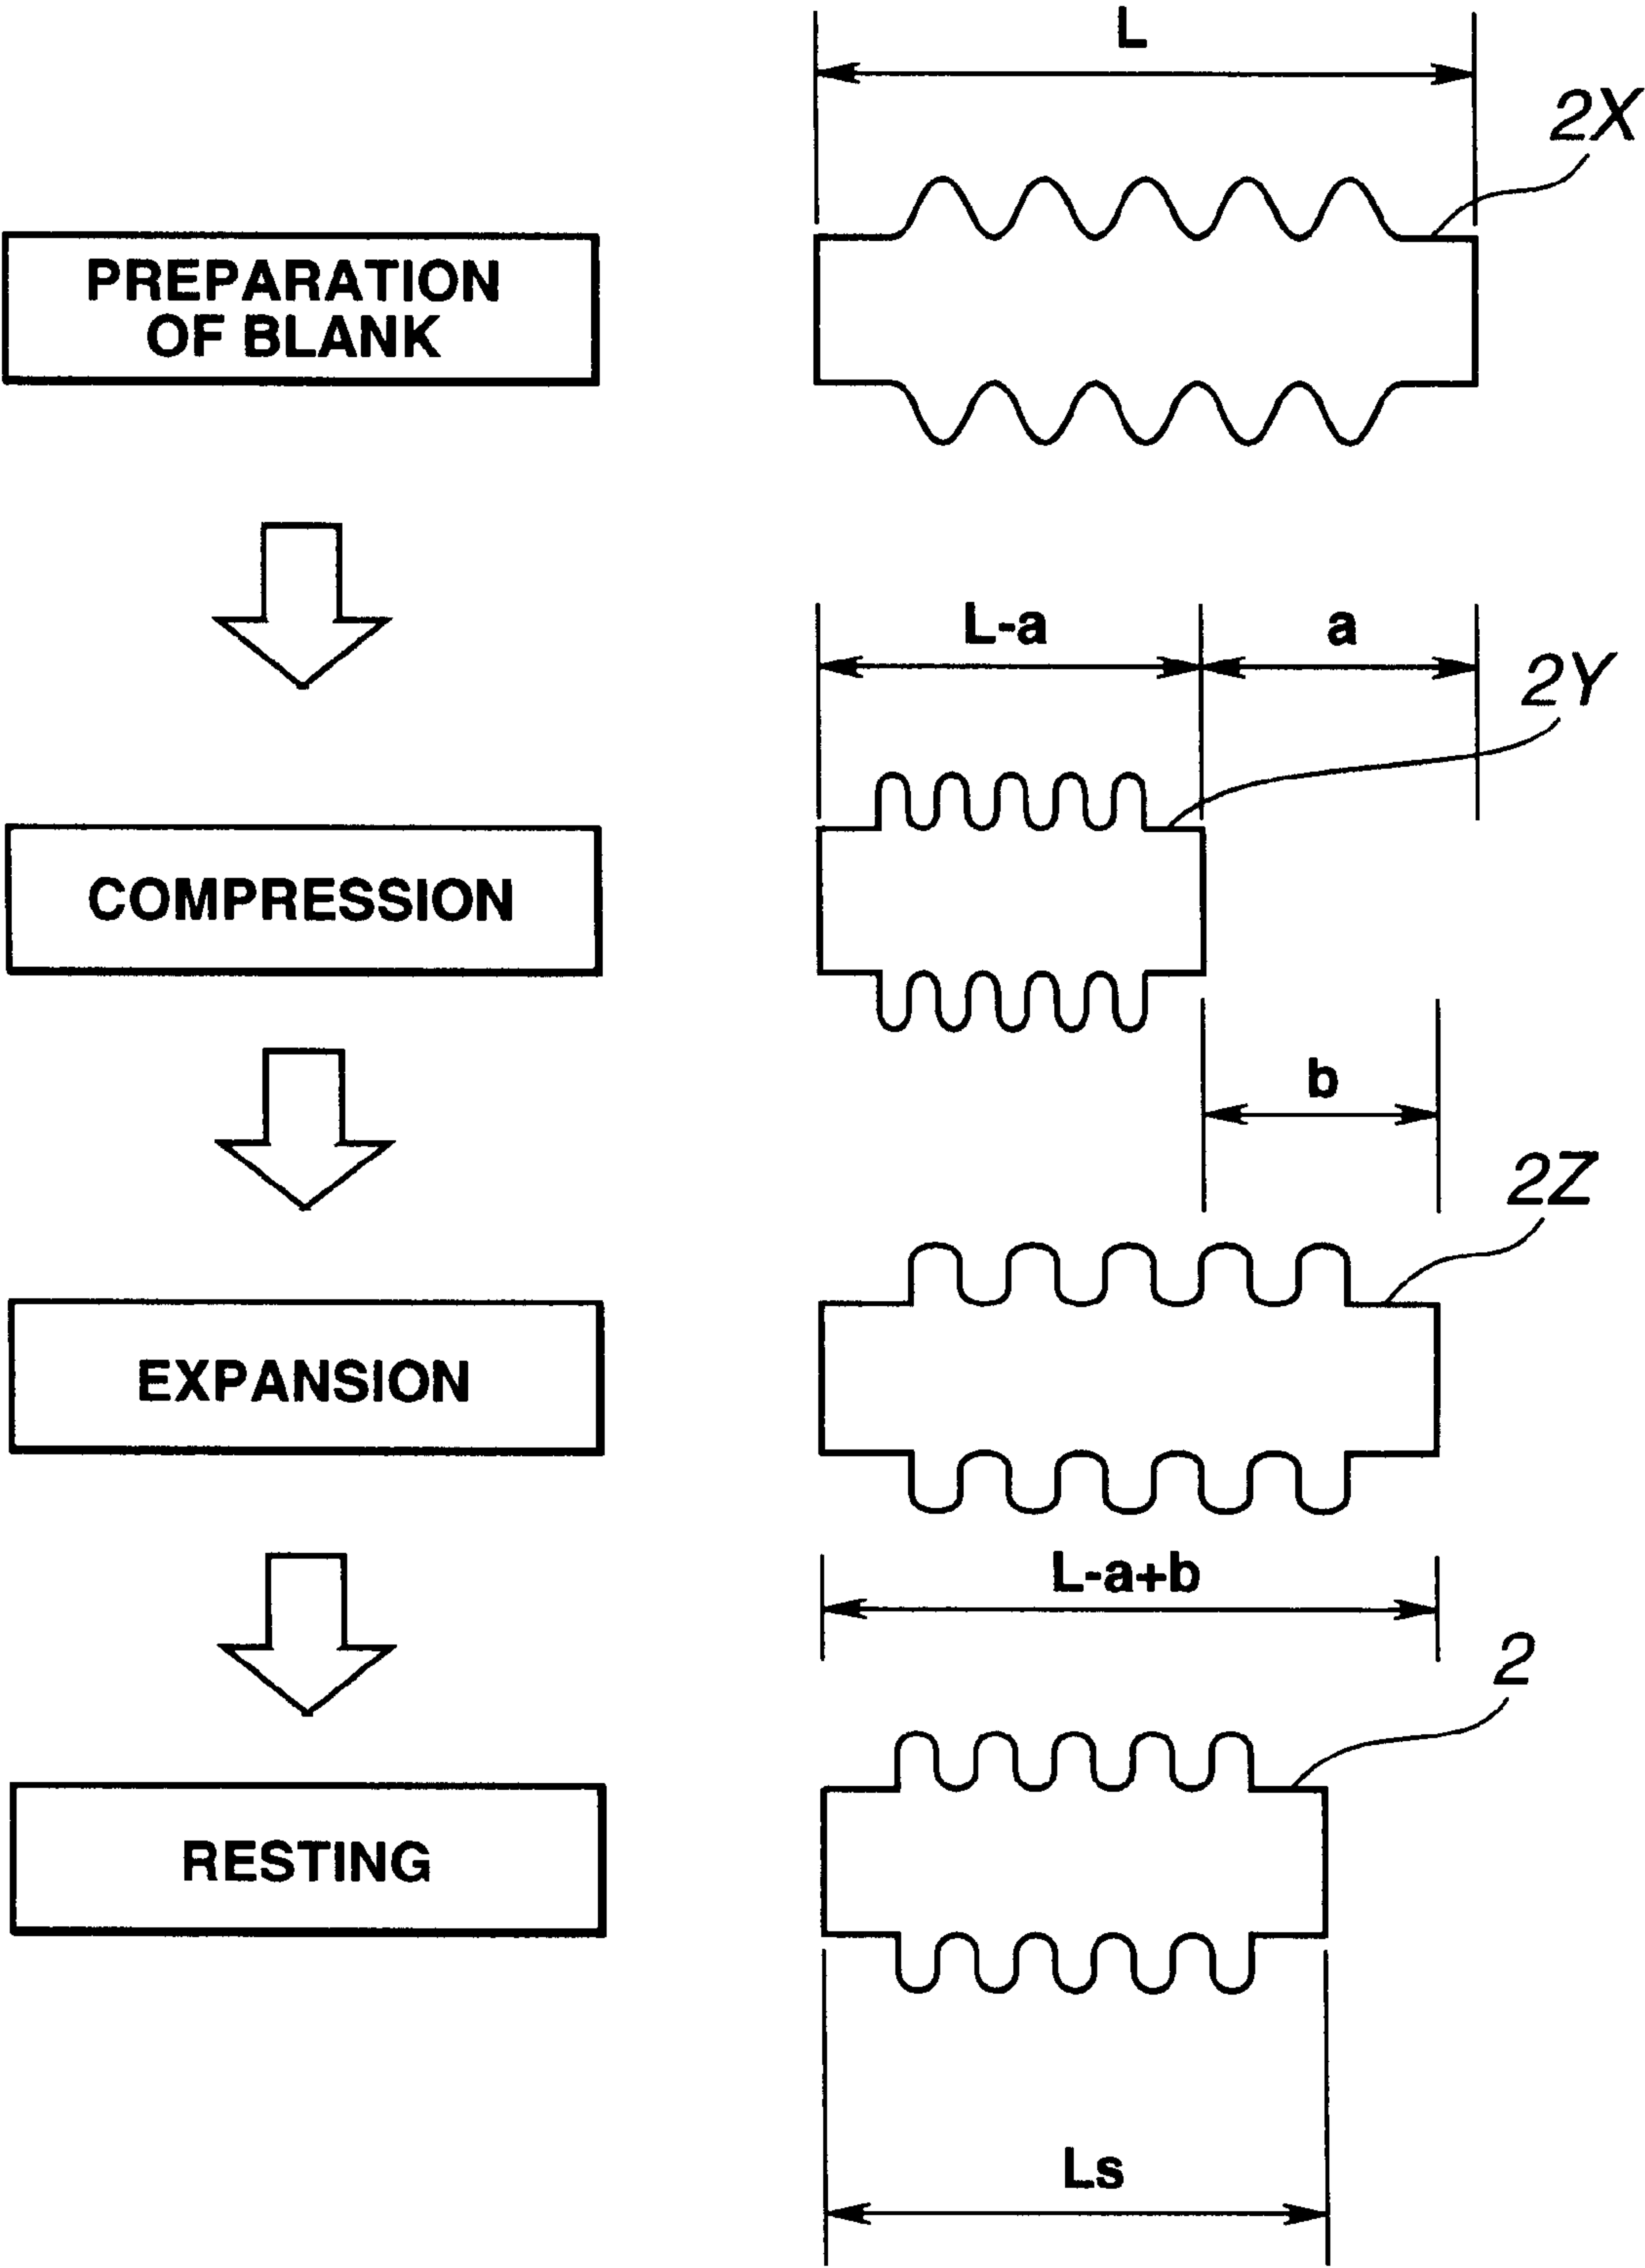 L
2X
PREPARATION
OF BLANK
L-a
a
2Y
COMPRESSION
b
2Z
EXPANSION
L-a+b
2
RESTING
Ls